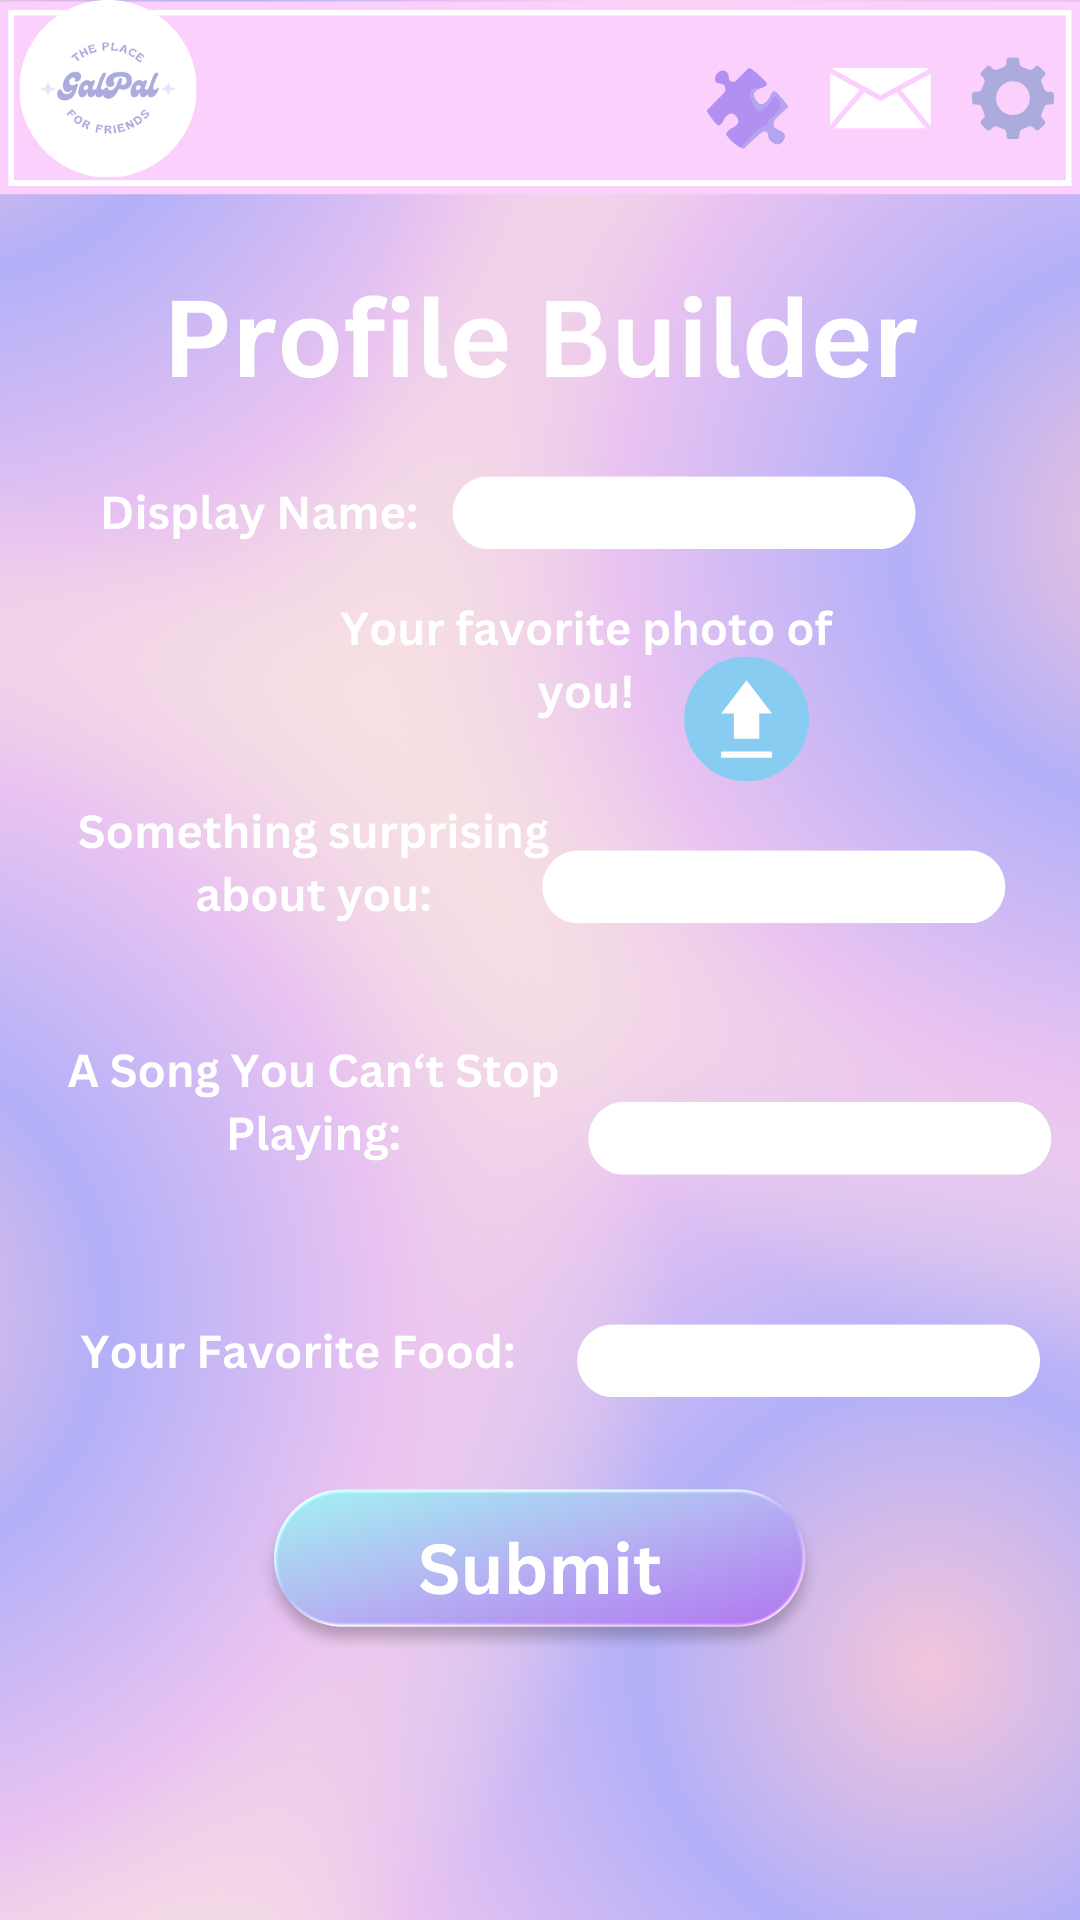 THE PLACE
GalPal
FOR FRIENDS
Profile Builder
Display Name:
Your favorite photo of
you!
Something surprising
about you:
A Song You Can‘t Stop
Playing:
Your Favorite Food:
Submit